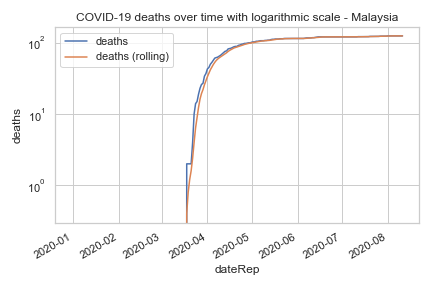 COVID-19 deaths over time with logarithmic scale - Malaysia
deaths
deaths (rolling)
10²
10¹
10⁰
deaths
2020-01
2020-02
2020-03
2020-04
2020-05
2020-06
2020-07
2020-08
dateRep